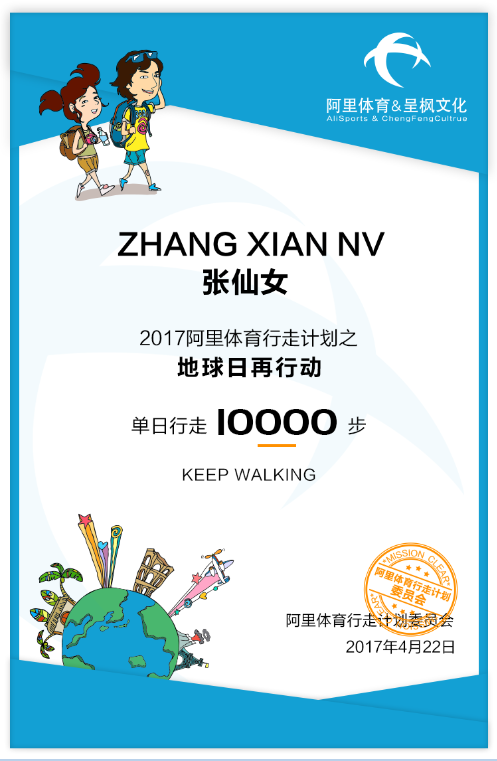 阿里体育&呈枫文化
AliSports & ChengFengCultrue
ZHANG XIAN NV
张仙女
2017阿里体育行走计划之
地球日再行动
单日行走 10000 步
KEEP WALKING
MISSION CLEAR
阿里体育行走计划
委员会
阿里体育行走计划委员会
2017年4月22日